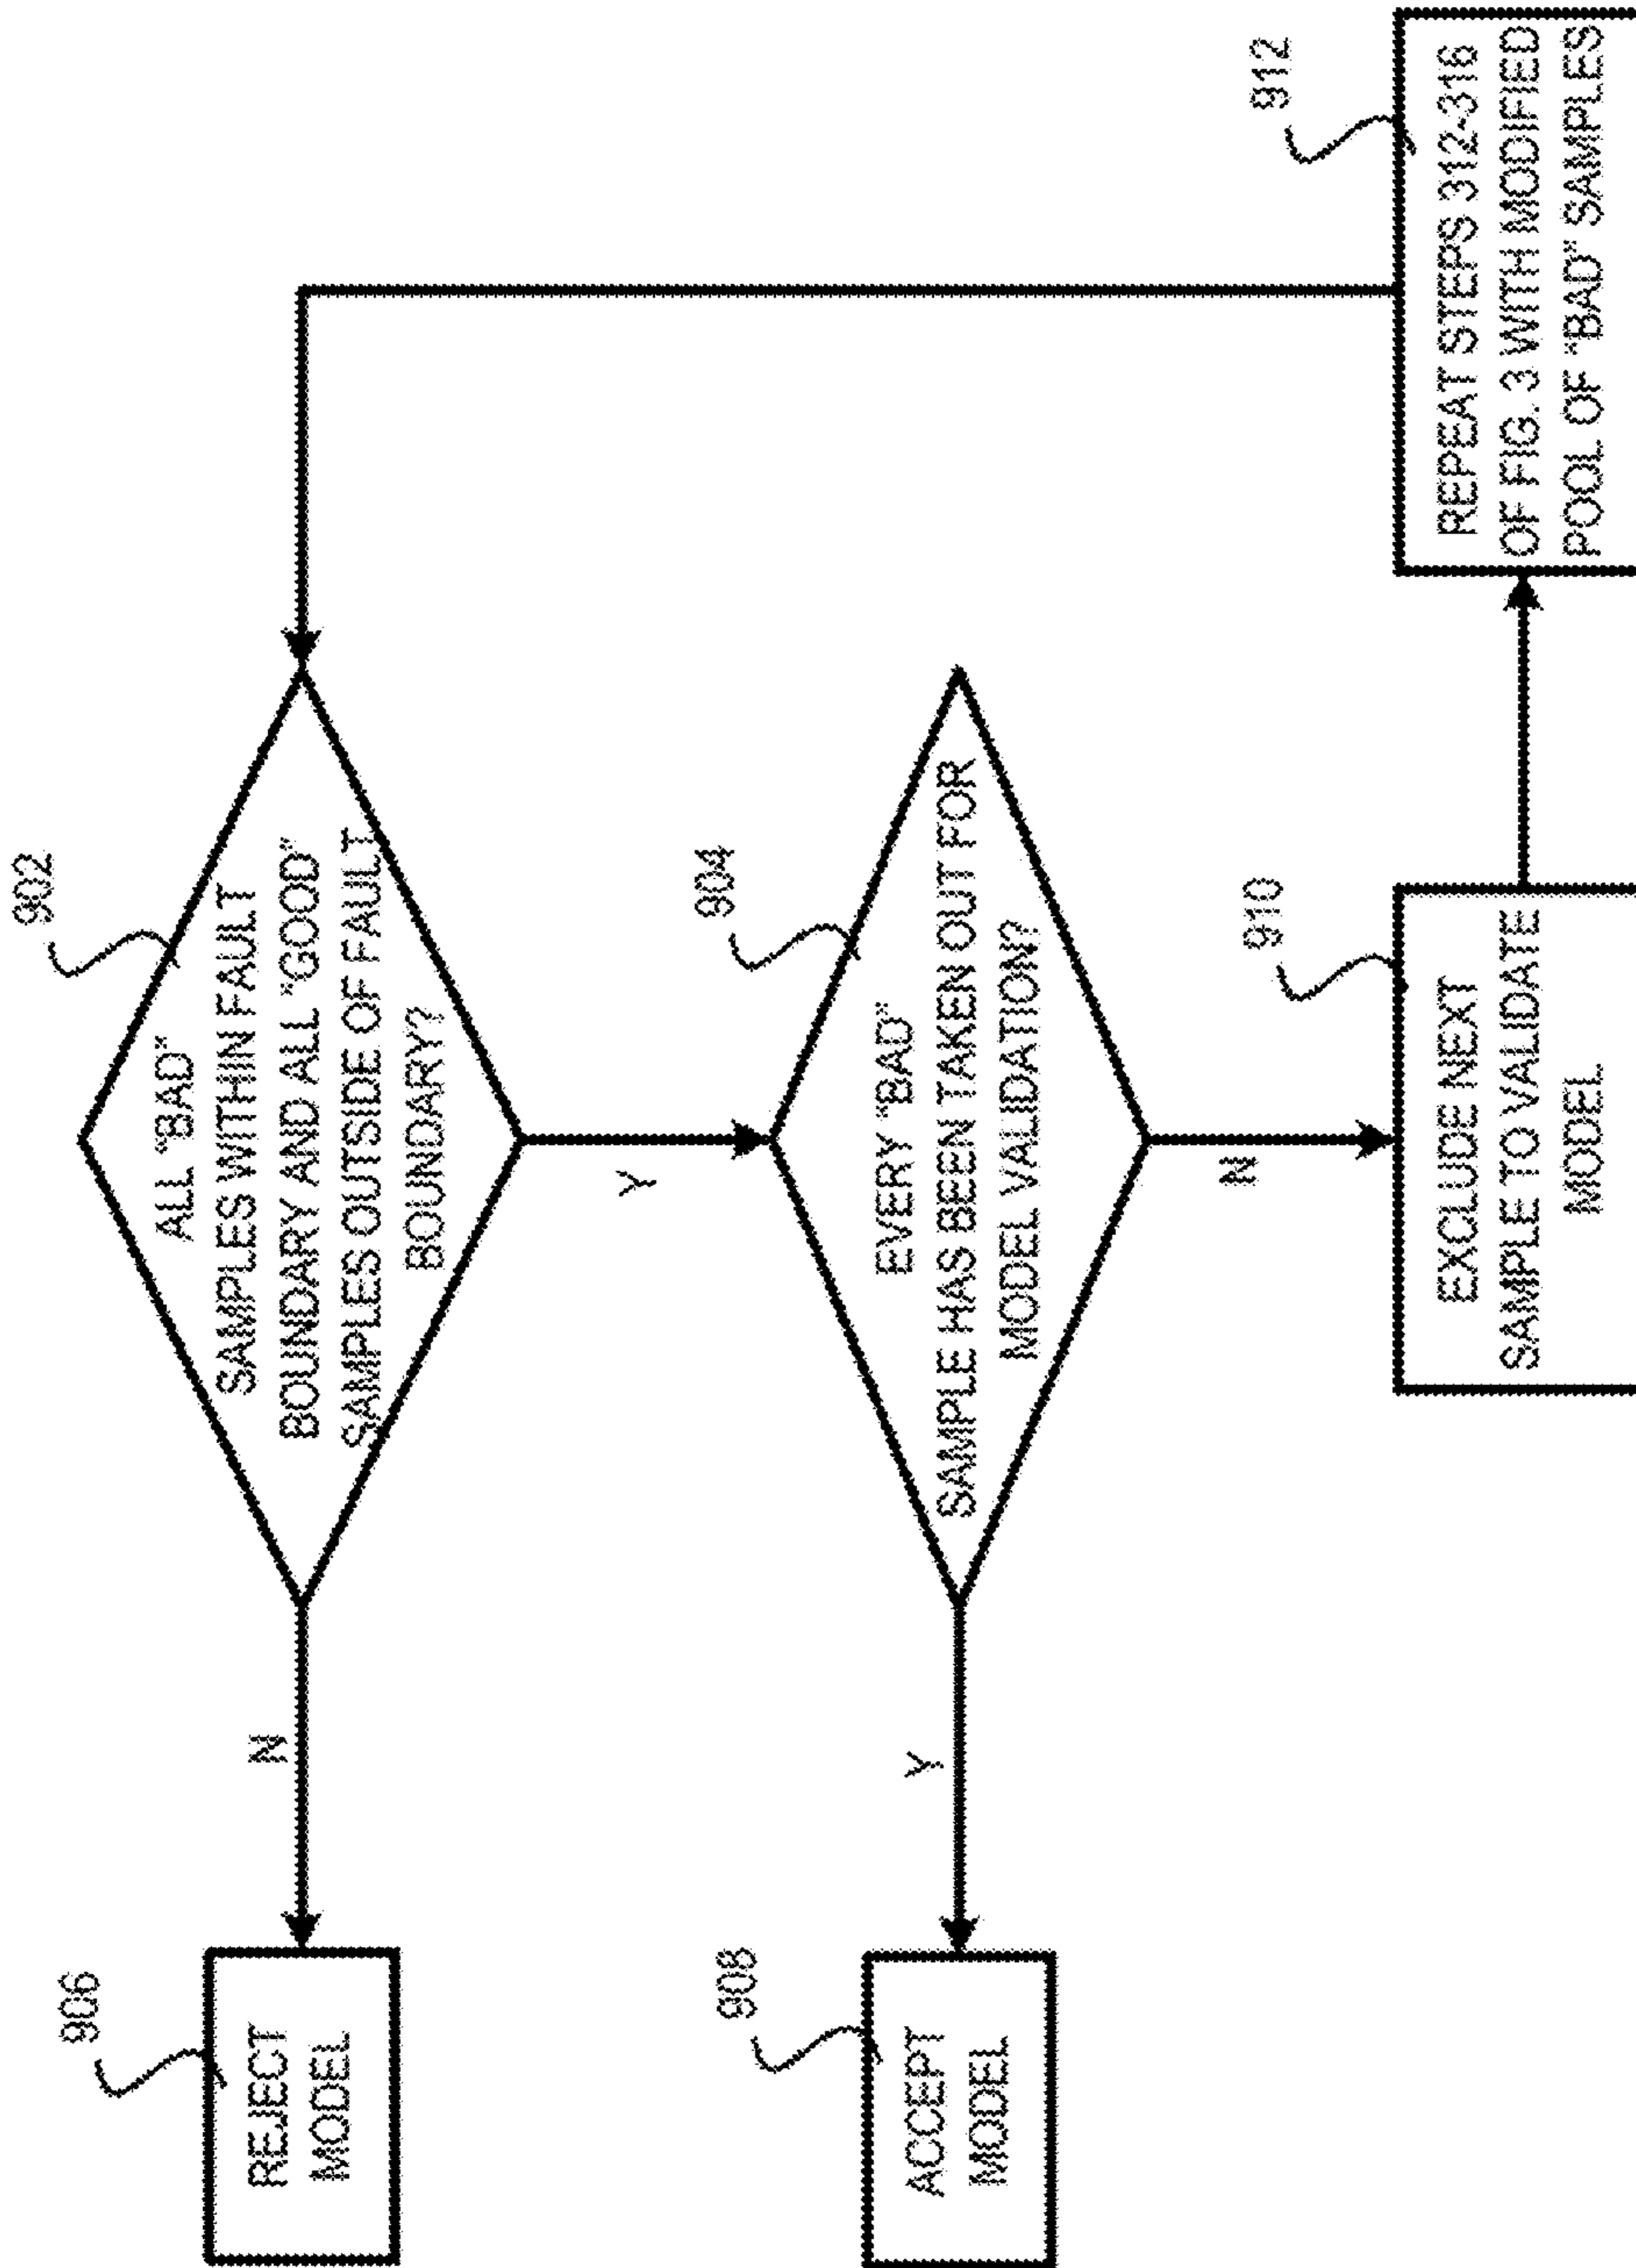 902
ALL "BAD"
SAMPLES WITHIN FAULT
BOUNDARY AND ALL "GOOD"
SAMPLES OUTSIDE OF FAULT
BOUNDARY?
N
906
REJECT
MODEL
Y
904
EVERY "BAD"
SAMPLE HAS BEEN TAKEN OUT FOR
MODEL VALIDATION?
Y
908
ACCEPT
MODEL
N
910
EXCLUDE NEXT
SAMPLE TO VALIDATE
MODEL
912
REPEAT STEPS 312-316
OF FIG. 3 WITH MODIFIED
POOL OF "BAD" SAMPLES